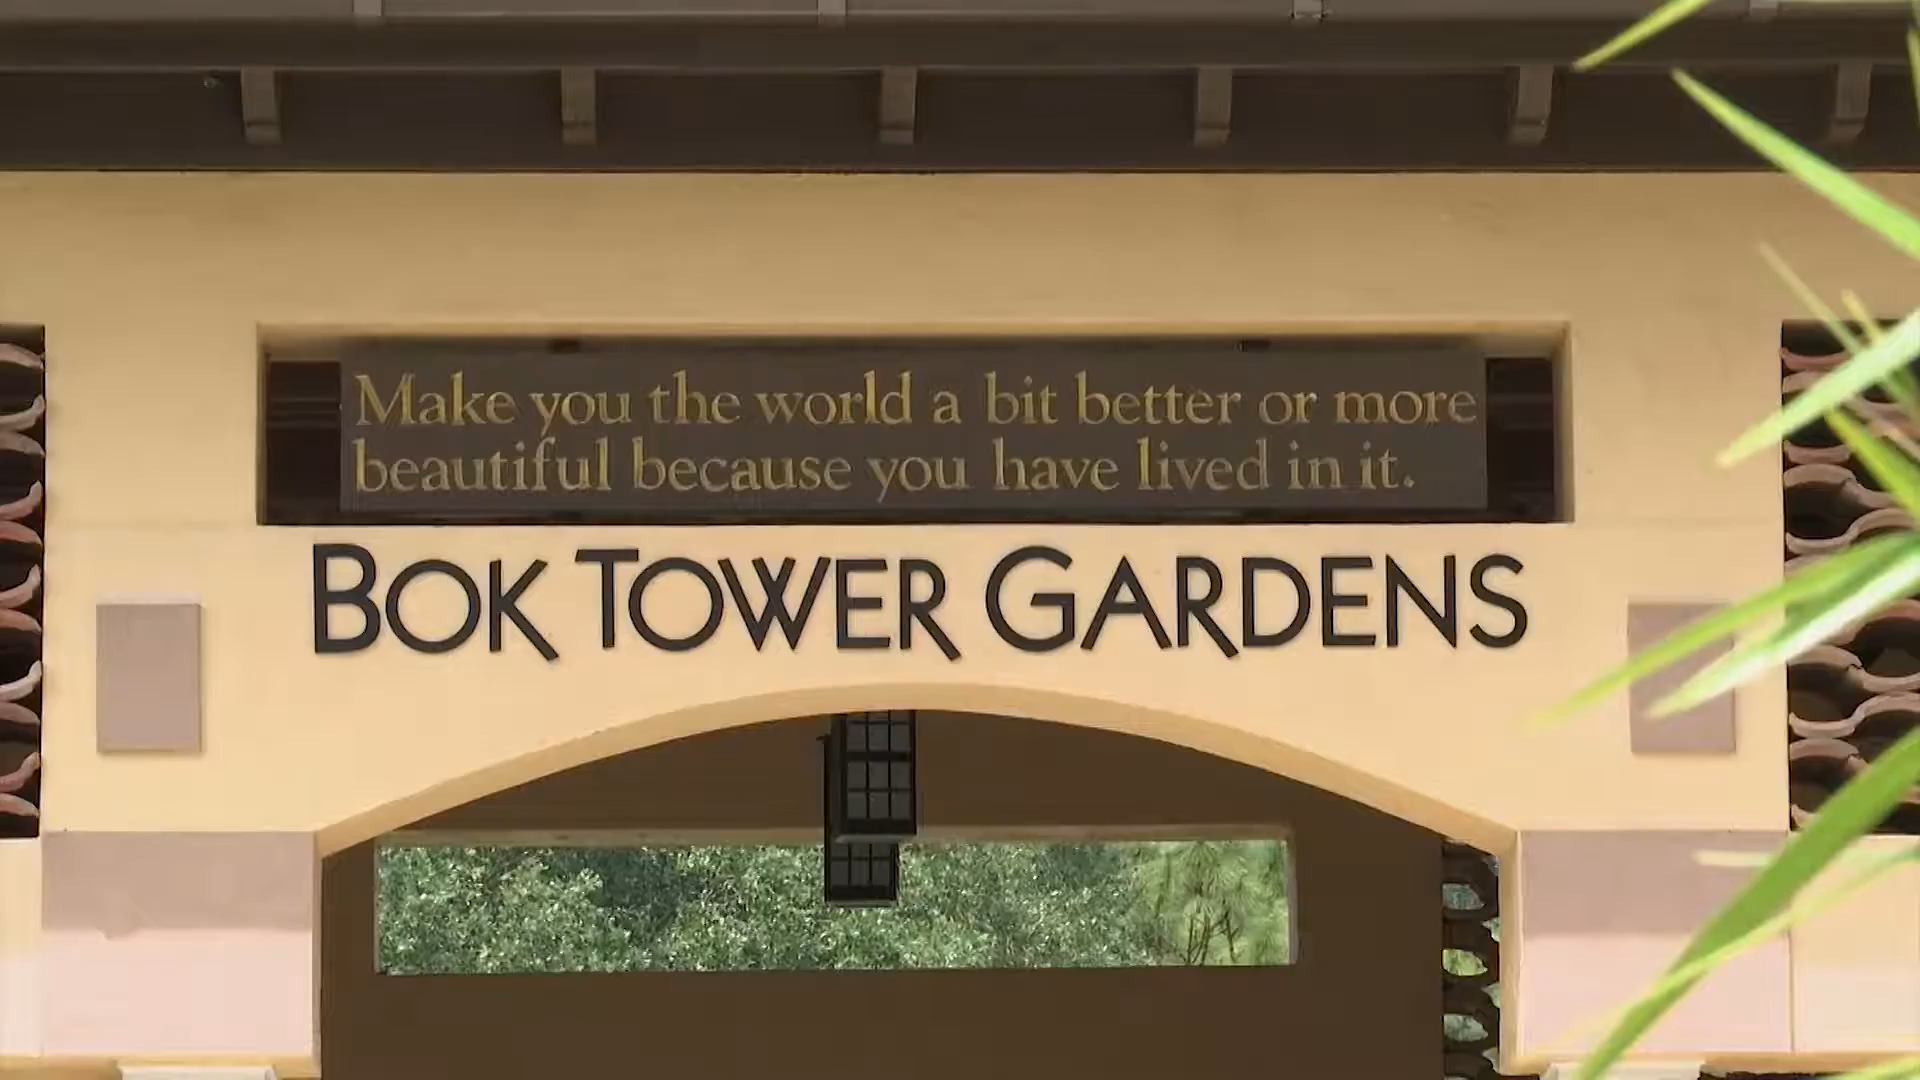 Make you the world a bit better or more
beautiful because you have lived in it.
BOK TOWER GARDENS